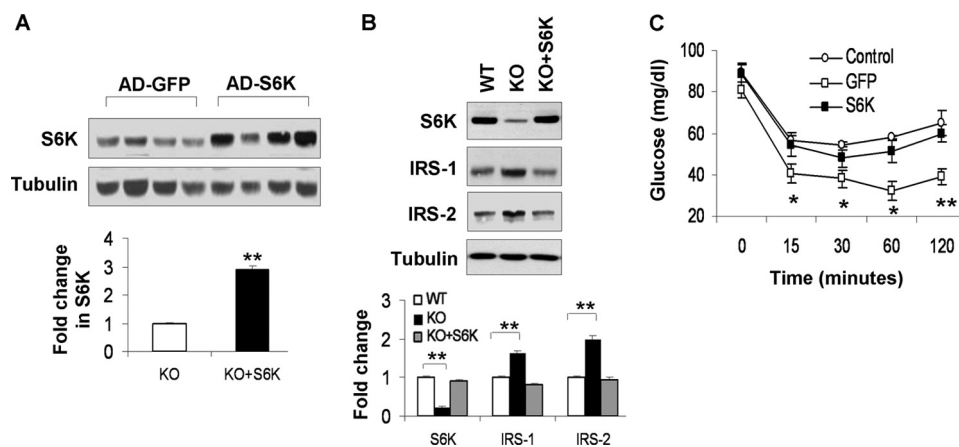 A
AD-GFP AD-S6K
S6K
Tubulin
Fold change
in S6K
4
3
2
1
0
**
KO KO+S6K
B
WT KO KO+S6K
S6K
IRS-1
IRS-2
Tubulin
Fold change
3
2
1
0
WT
KO
KO+S6K
** ** **
S6K IRS-1 IRS-2
C
Glucose (mg/dl)
100
80
60
40
20
Control
GFP
S6K
* * * **
0 15 30 60 120
Time (minutes)